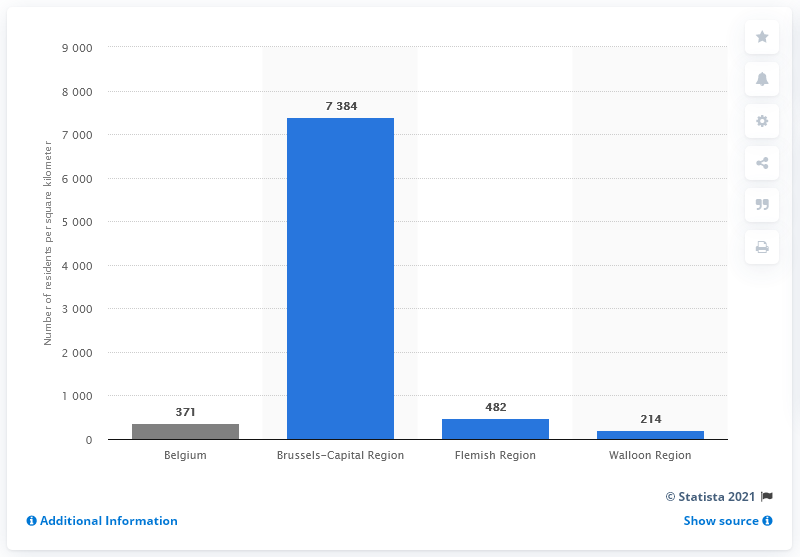 9 000
8 000
7 000
6 000
5 000
4 000
3 000
2 000
1 000
0
Number of residents per square kilometer
371
7 384
482
214
Belgium
Brussels-Capital Region
Flemish Region
Walloon Region
© Statista 2021
Additional Information
Show source